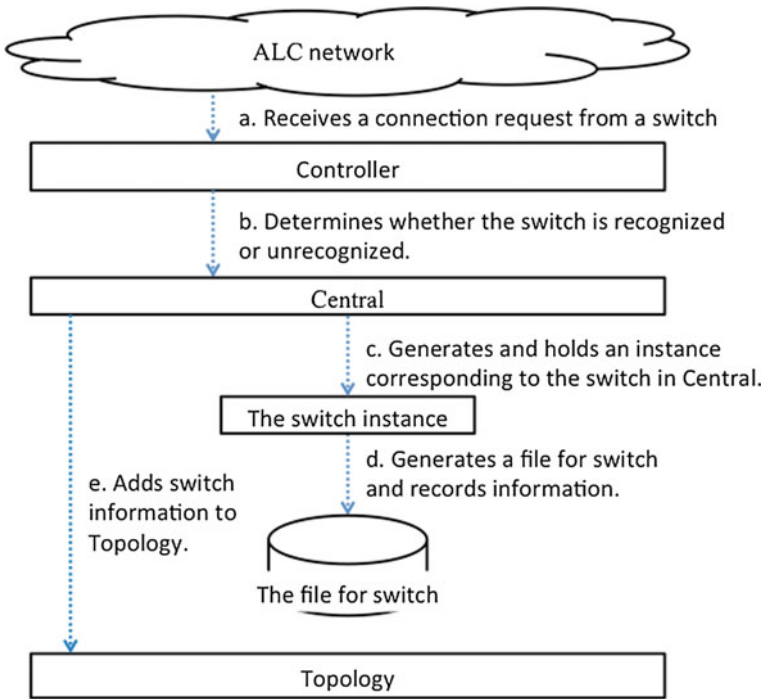 ALC network
a. Receives a connection request from a switch
Controller
b. Determines whether the switch is recognized
or unrecognized.
Central
c. Generates and holds an instance
corresponding to the switch in Central.
The switch instance
d. Generates a file for switch
and records information.
e. Adds switch
information to
Topology.
The file for switch
Topology